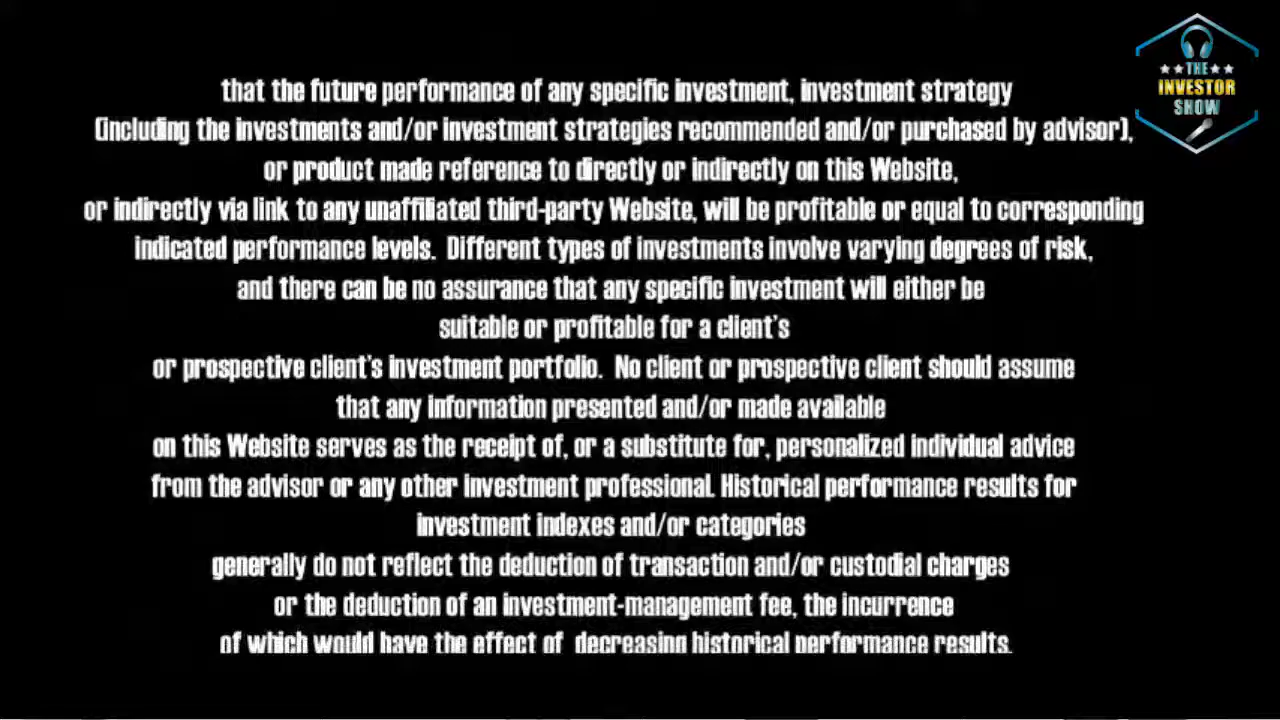 THE
INVESTOR
SHOW
that the future performance of any specific investment, investment strategy
(including the investments and/or investment strategies recommended and/or purchased by advisor),
or product made reference to directly or indirectly on this Website,
or indirectly via link to any unaffiliated third-party Website, will be profitable or equal to corresponding
indicated performance levels. Different types of investments involve varying degrees of risk,
and there can be no assurance that any specific investment will either be
suitable or profitable for a client's
or prospective client's investment portfolio. No client or prospective client should assume
that any information presented and/or made available
on this Website serves as the receipt of, or a substitute for, personalized individual advice
from the advisor or any other investment professional. Historical performance results for
investment indexes and/or categories
generally do not reflect the deduction of transaction and/or custodial charges
or the deduction of an investment-management fee, the incurrence
of which would have the effect of decreasing historical performance results.